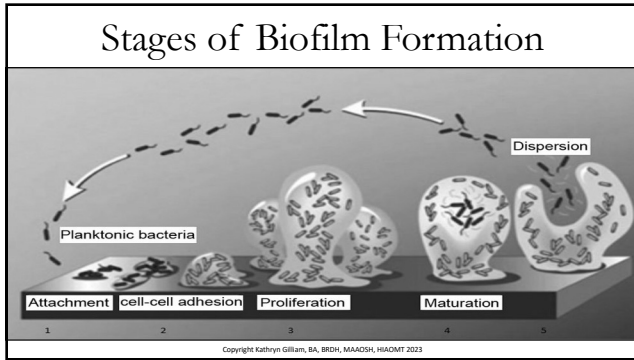 Stages of Biofilm Formation
Dispersion
Planktonic bacteria
Attachment cell-cell adhesion Proliferation Maturation
1 2 3 4 5
Copyright Kathryn Gilliam, BA, BRDH, MAAOSH, HIAOMT 2023